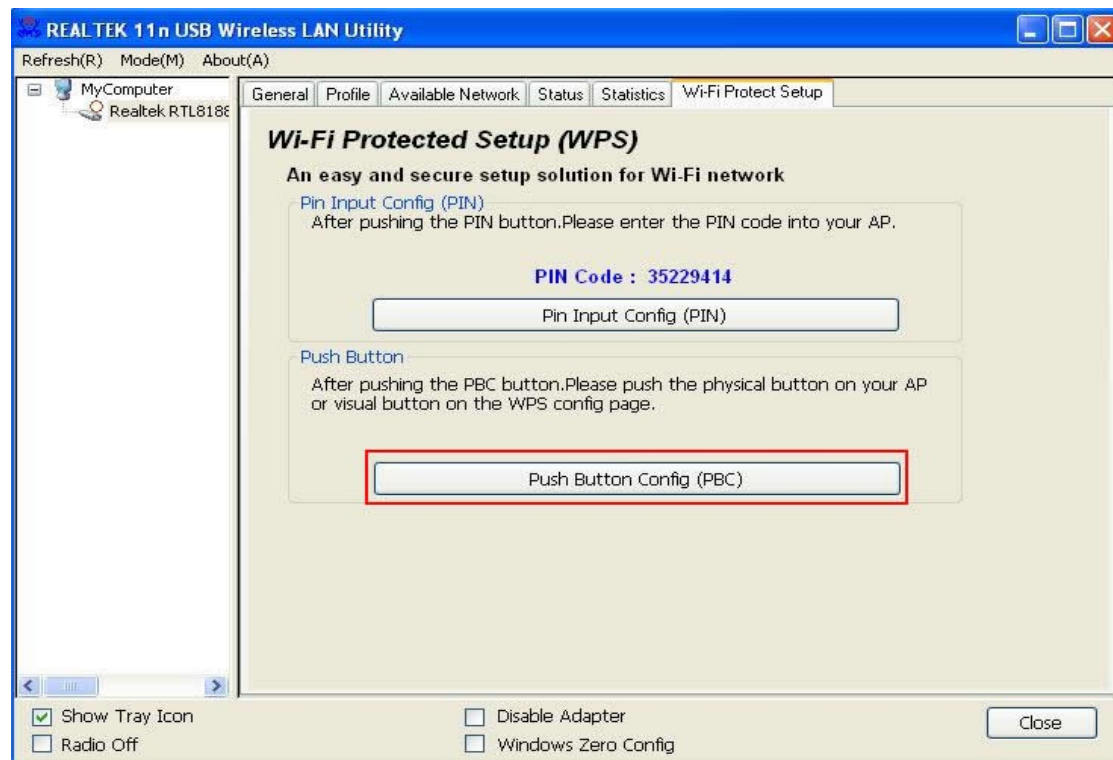 REALTEK 11n USB Wireless LAN Utility
Refresh(R) Mode(M) About(A)
MyComputer
Realtek RTL8188
General Profile Available Network Status Statistics Wi-Fi Protect Setup
Wi-Fi Protected Setup (WPS)
An easy and secure setup solution for Wi-Fi network
Pin Input Config (PIN)
After pushing the PIN button.Please enter the PIN code into your AP.
PIN Code : 35229414
Pin Input Config (PIN)
Push Button
After pushing the PBC button.Please push the physical button on your AP
or visual button on the WPS config page.
Push Button Config (PBC)
Show Tray Icon
Radio Off
Disable Adapter
Windows Zero Config
Close